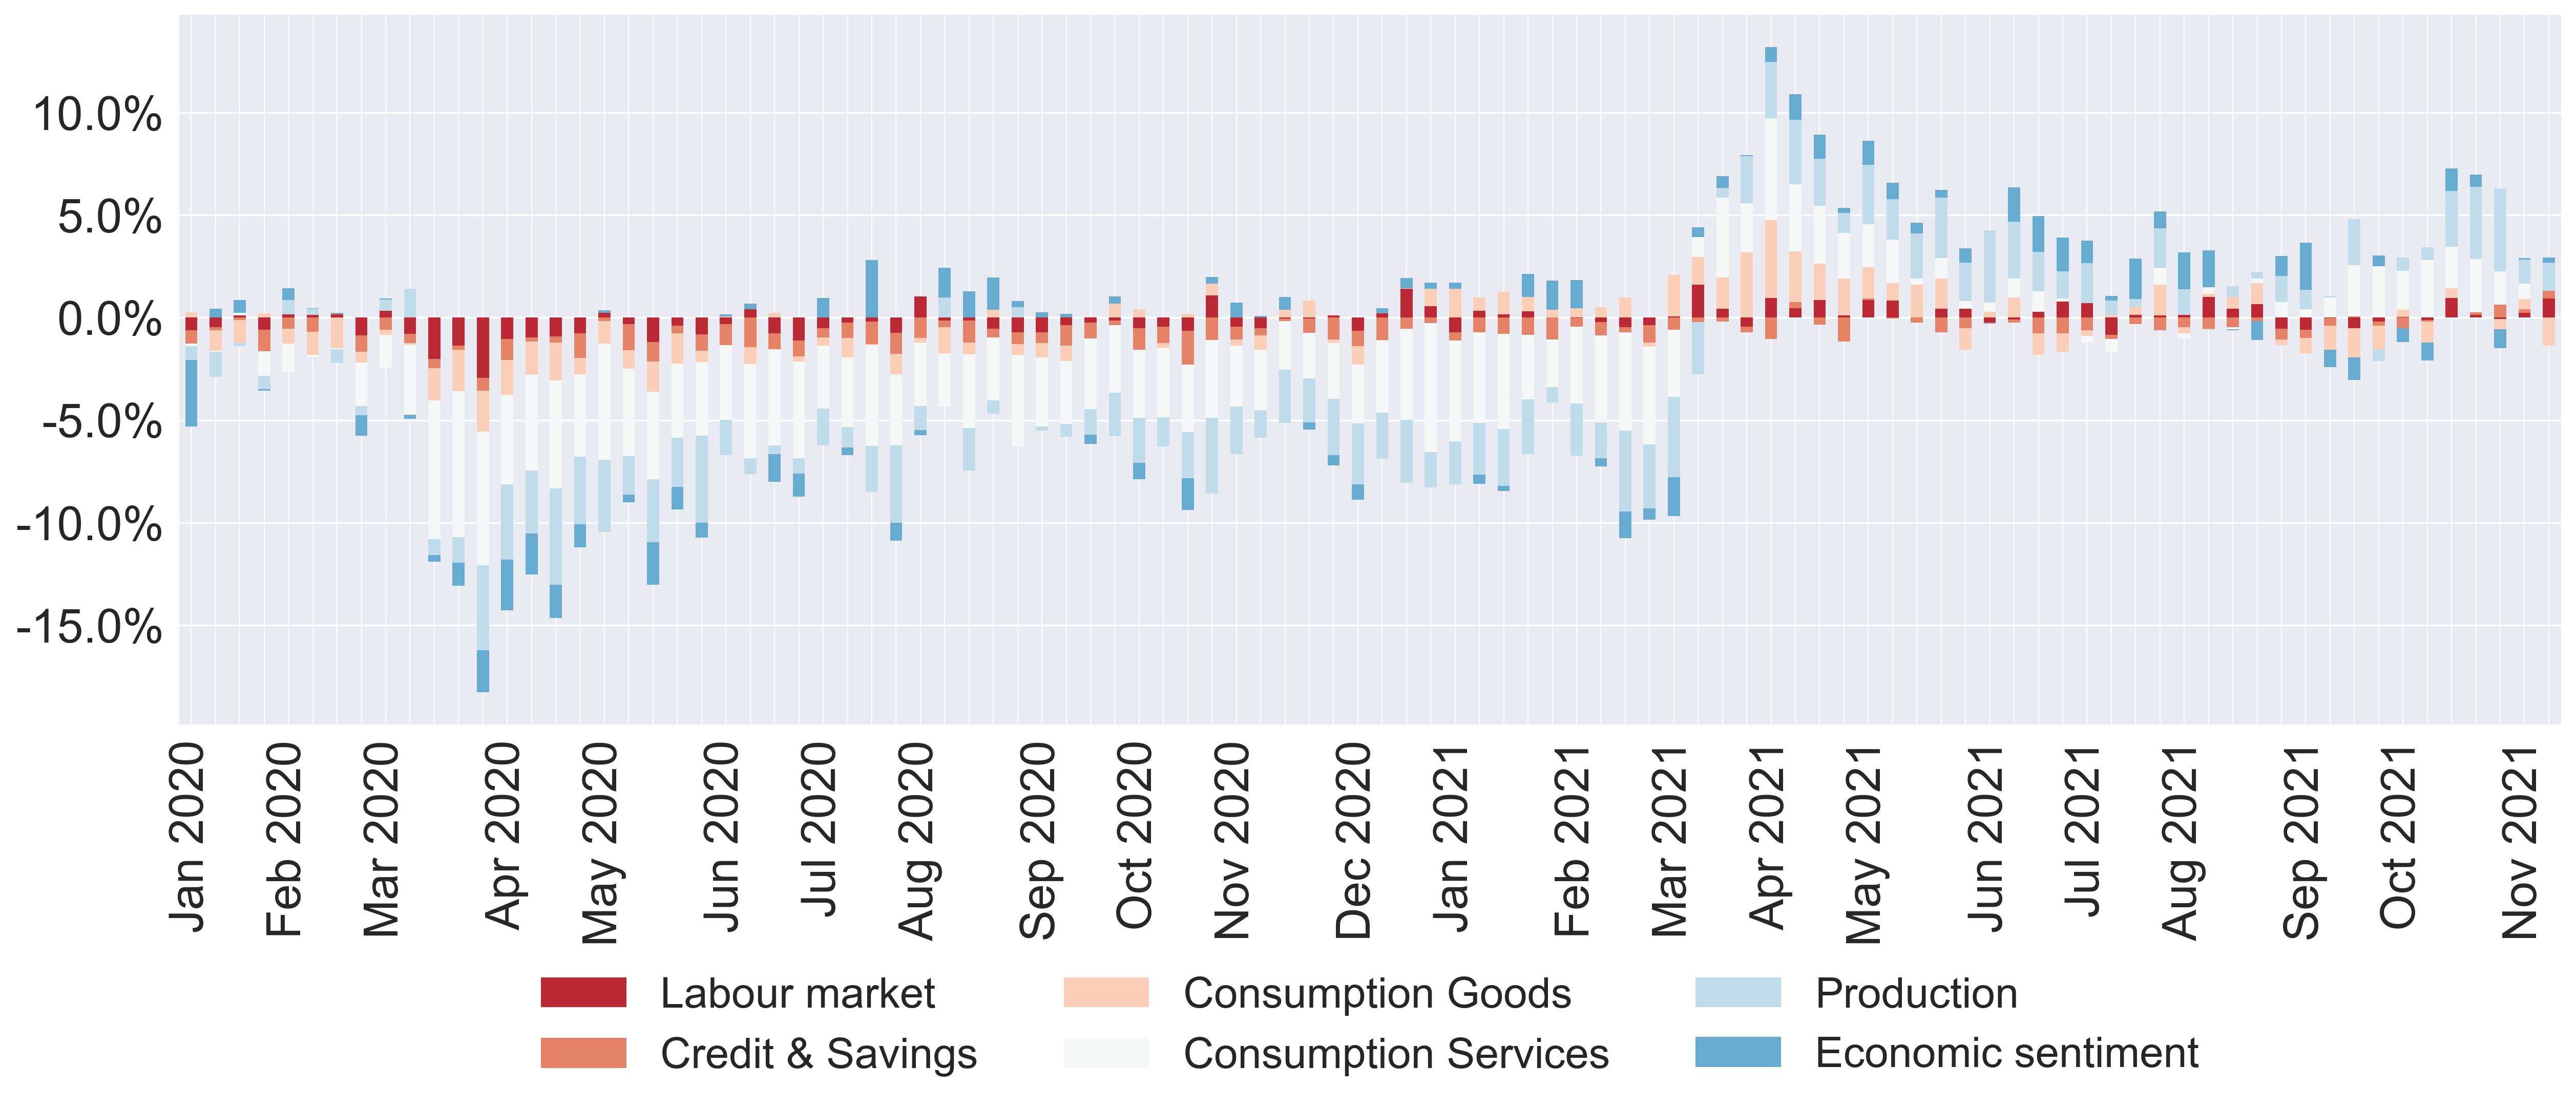 10.0%
5.0%
0.0%
-5.0%
-10.0%
-15.0%
Jan 2020
Feb 2020
Mar 2020
Apr 2020
May 2020
Jun 2020
Jul 2020
Aug 2020
Sep 2020
Oct 2020
Nov 2020
Dec 2020
Jan 2021
Feb 2021
Mar 2021
Apr 2021
May 2021
Jun 2021
Jul 2021
Aug 2021
Sep 2021
Oct 2021
Nov 2021
Labour market
Credit & Savings
Consumption Goods
Consumption Services
Production
Economic sentiment